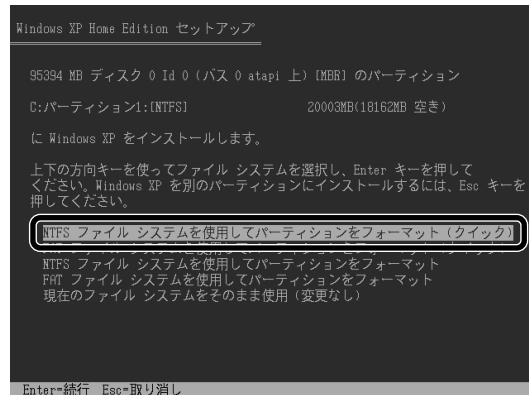 Windows XP Home Edition セットアップ
95394 MB ディスク 0 Id 0 (バス 0 atapi 上) [MBR] のパーティション
C:パーティション1:[NTFS] 20003MB(18162MB 空き)
に Windows XP をインストールします。
上下の方向キーを使ってファイル システムを選択し、Enter キーを押して
ください。Windows XP を別のパーティションにインストールするには、Esc キーを
押してください。
NTFS ファイル システムを使用してパーティションをフォーマット (クイック)
NTFS ファイル システムを使用してパーティションをフォーマット
FAT ファイル システムを使用してパーティションをフォーマット
現在のファイル システムをそのまま使用 (変更なし)
Enter=続行 Esc=取り消し